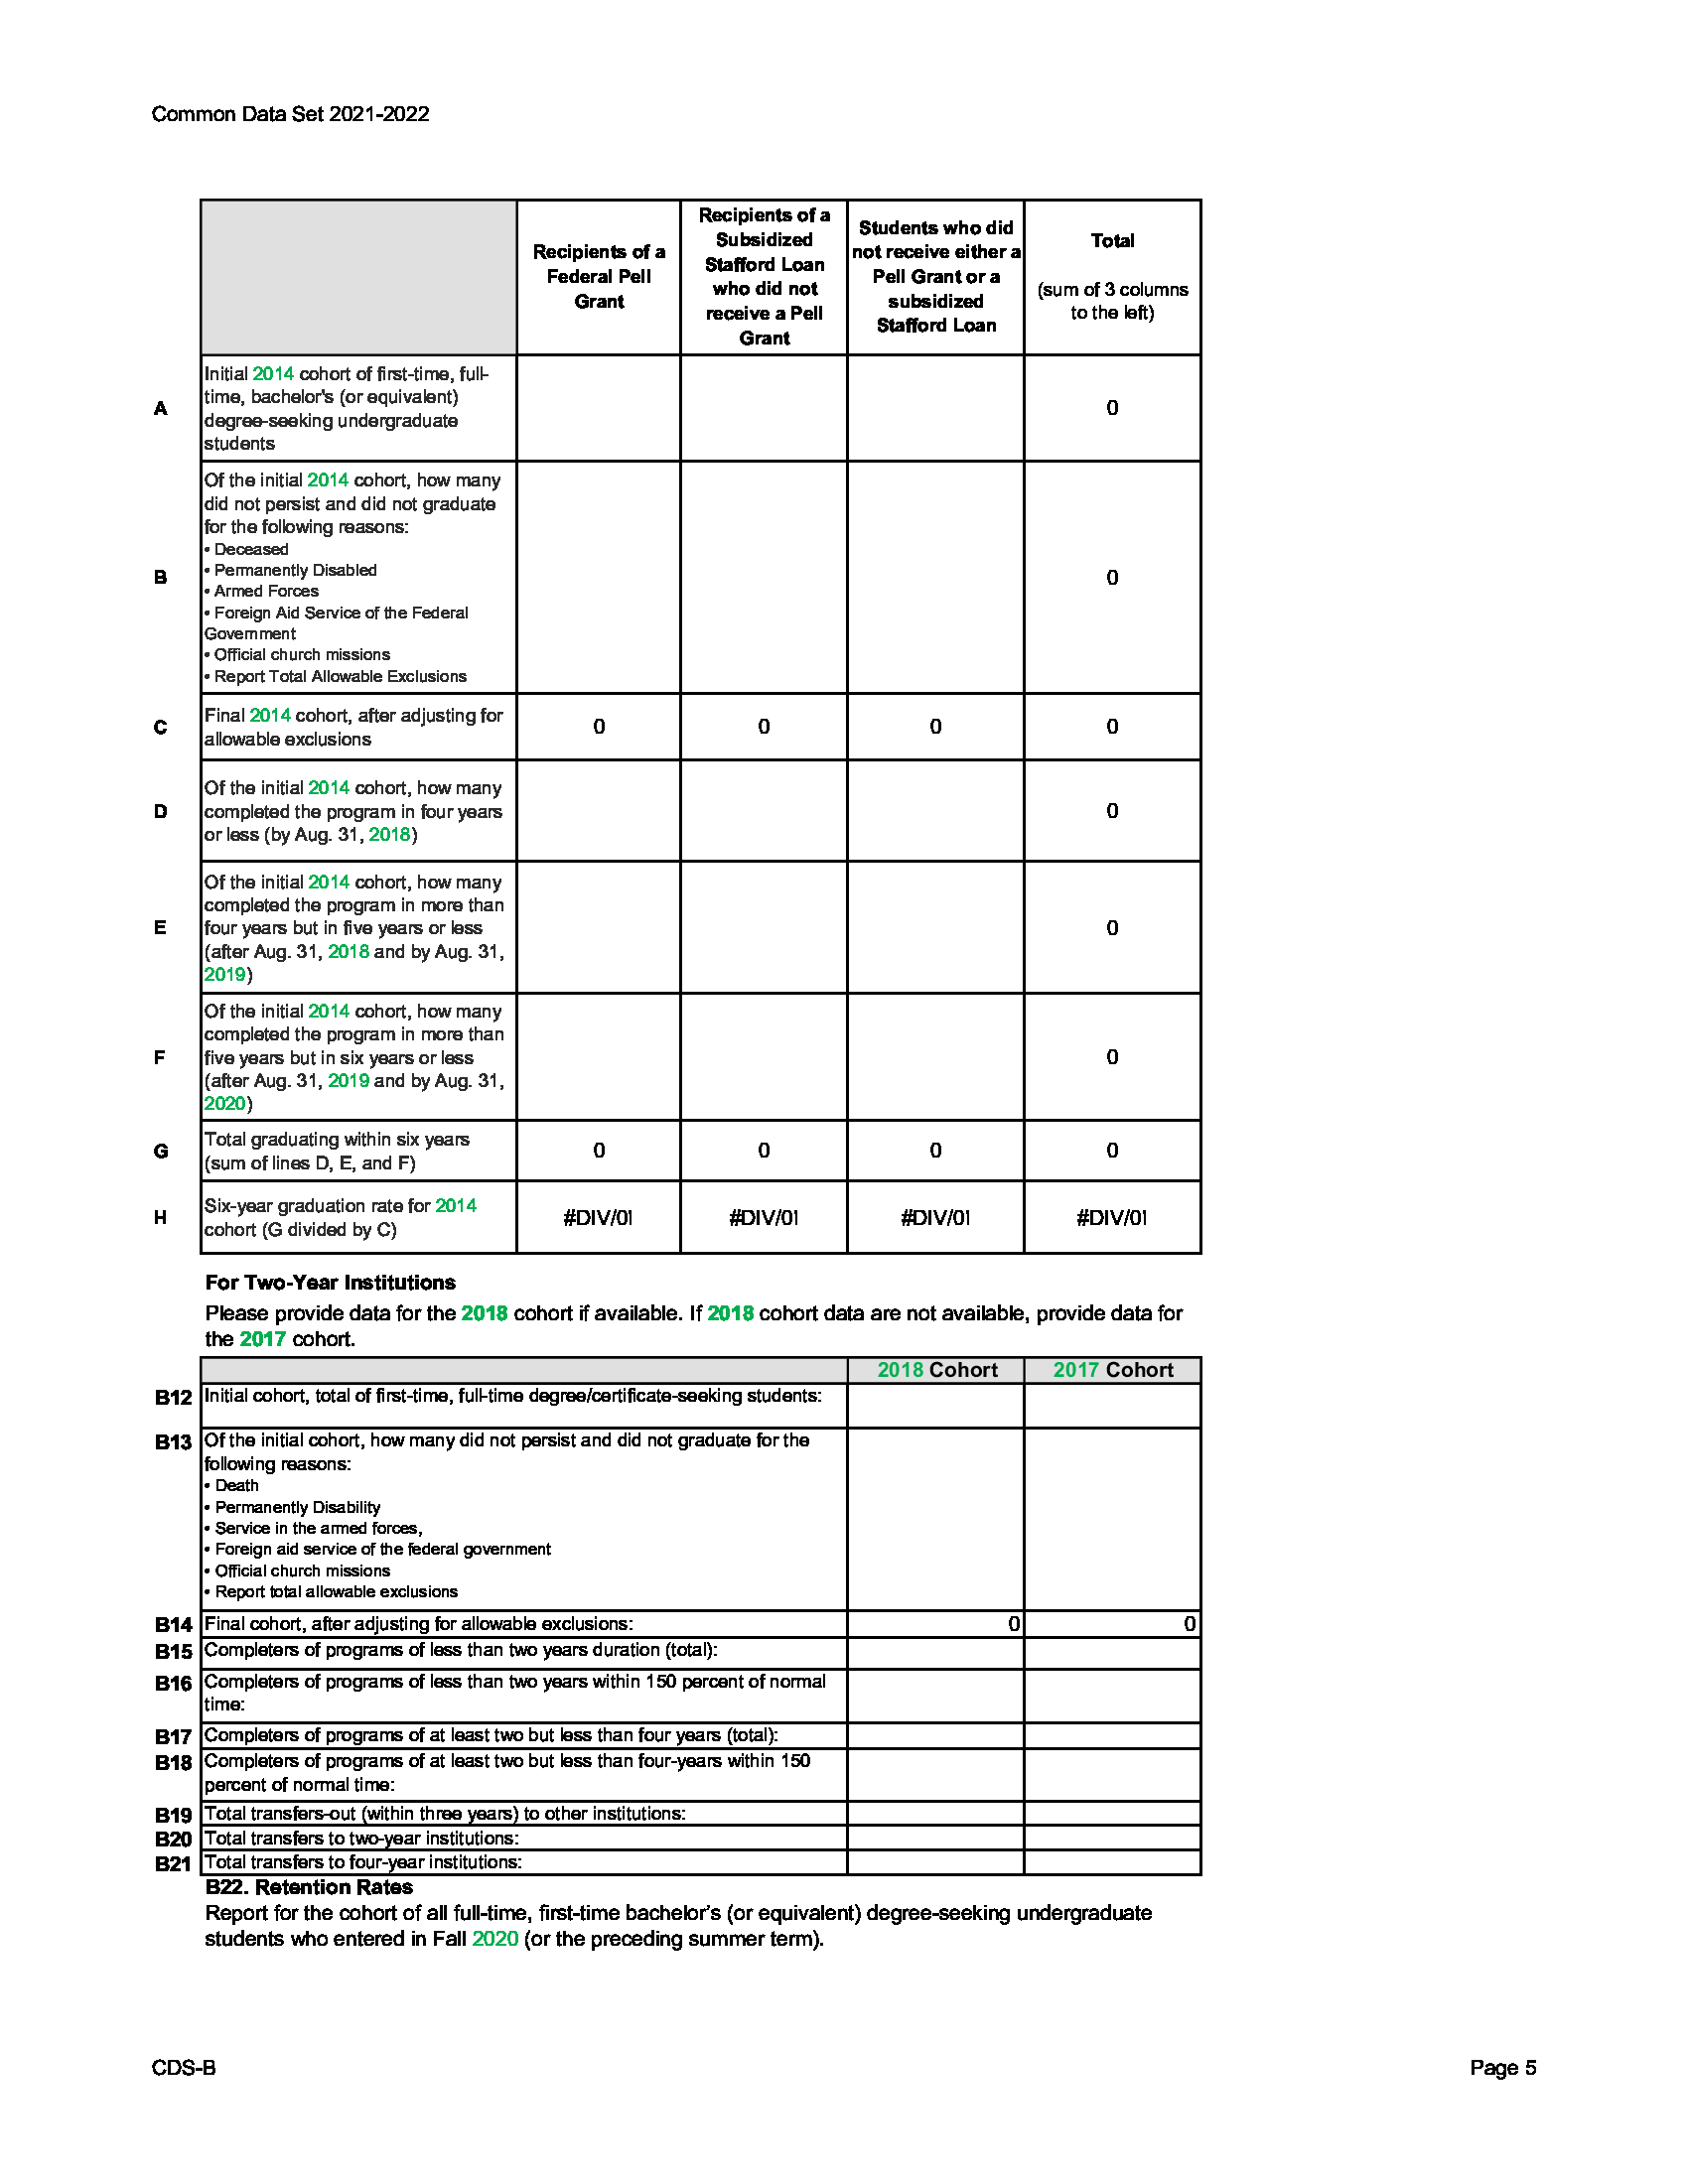 Common Data Set 2021-2022
Recipients of a
Federal Pell
Grant
Recipients of a
Subsidized
Stafford Loan
who did not
receive a Pell
Grant
Students who did
not receive either a
Pell Grant or a
subsidized
Stafford Loan
Total
(sum of 3 columns
to the left)
A
Initial 2014 cohort of first-time, full-
time, bachelor's (or equivalent)
degree-seeking undergraduate
students
0
B
Of the initial 2014 cohort, how many
did not persist and did not graduate
for the following reasons:
• Deceased
• Permanently Disabled
• Armed Forces
• Foreign Aid Service of the Federal
Government
• Official church missions
• Report Total Allowable Exclusions
0
C
Final 2014 cohort, after adjusting for
allowable exclusions
0 0 0 0
D
Of the initial 2014 cohort, how many
completed the program in four years
or less (by Aug. 31, 2018)
0
E
Of the initial 2014 cohort, how many
completed the program in more than
four years but in five years or less
(after Aug. 31, 2018 and by Aug. 31,
2019)
0
F
Of the initial 2014 cohort, how many
completed the program in more than
five years but in six years or less
(after Aug. 31, 2019 and by Aug. 31,
2020)
0
G
Total graduating within six years
(sum of lines D, E, and F)
0 0 0 0
H
Six-year graduation rate for 2014
cohort (G divided by C)
#DIV/0! #DIV/0! #DIV/0! #DIV/0!
For Two-Year Institutions
Please provide data for the 2018 cohort if available. If 2018 cohort data are not available, provide data for
the 2017 cohort.
2018 Cohort 2017 Cohort
B12 Initial cohort, total of first-time, full-time degree/certificate-seeking students:
B13 Of the initial cohort, how many did not persist and did not graduate for the
following reasons:
• Death
• Permanently Disability
• Service in the armed forces,
• Foreign aid service of the federal government
• Official church missions
• Report total allowable exclusions
B14 Final cohort, after adjusting for allowable exclusions: 0 0
B15 Completers of programs of less than two years duration (total):
B16 Completers of programs of less than two years within 150 percent of normal
time:
B17 Completers of programs of at least two but less than four years (total):
B18 Completers of programs of at least two but less than four-years within 150
percent of normal time:
B19 Total transfers-out (within three years) to other institutions:
B20 Total transfers to two-year institutions:
B21 Total transfers to four-year institutions:
B22. Retention Rates
Report for the cohort of all full-time, first-time bachelor's (or equivalent) degree-seeking undergraduate
students who entered in Fall 2020 (or the preceding summer term).
CDS-B Page 5